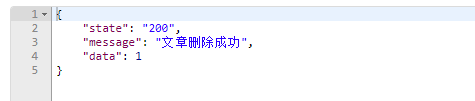 1 {
2 "state": "200",
3 "message": "文章删除成功",
4 "data": 1
5 }